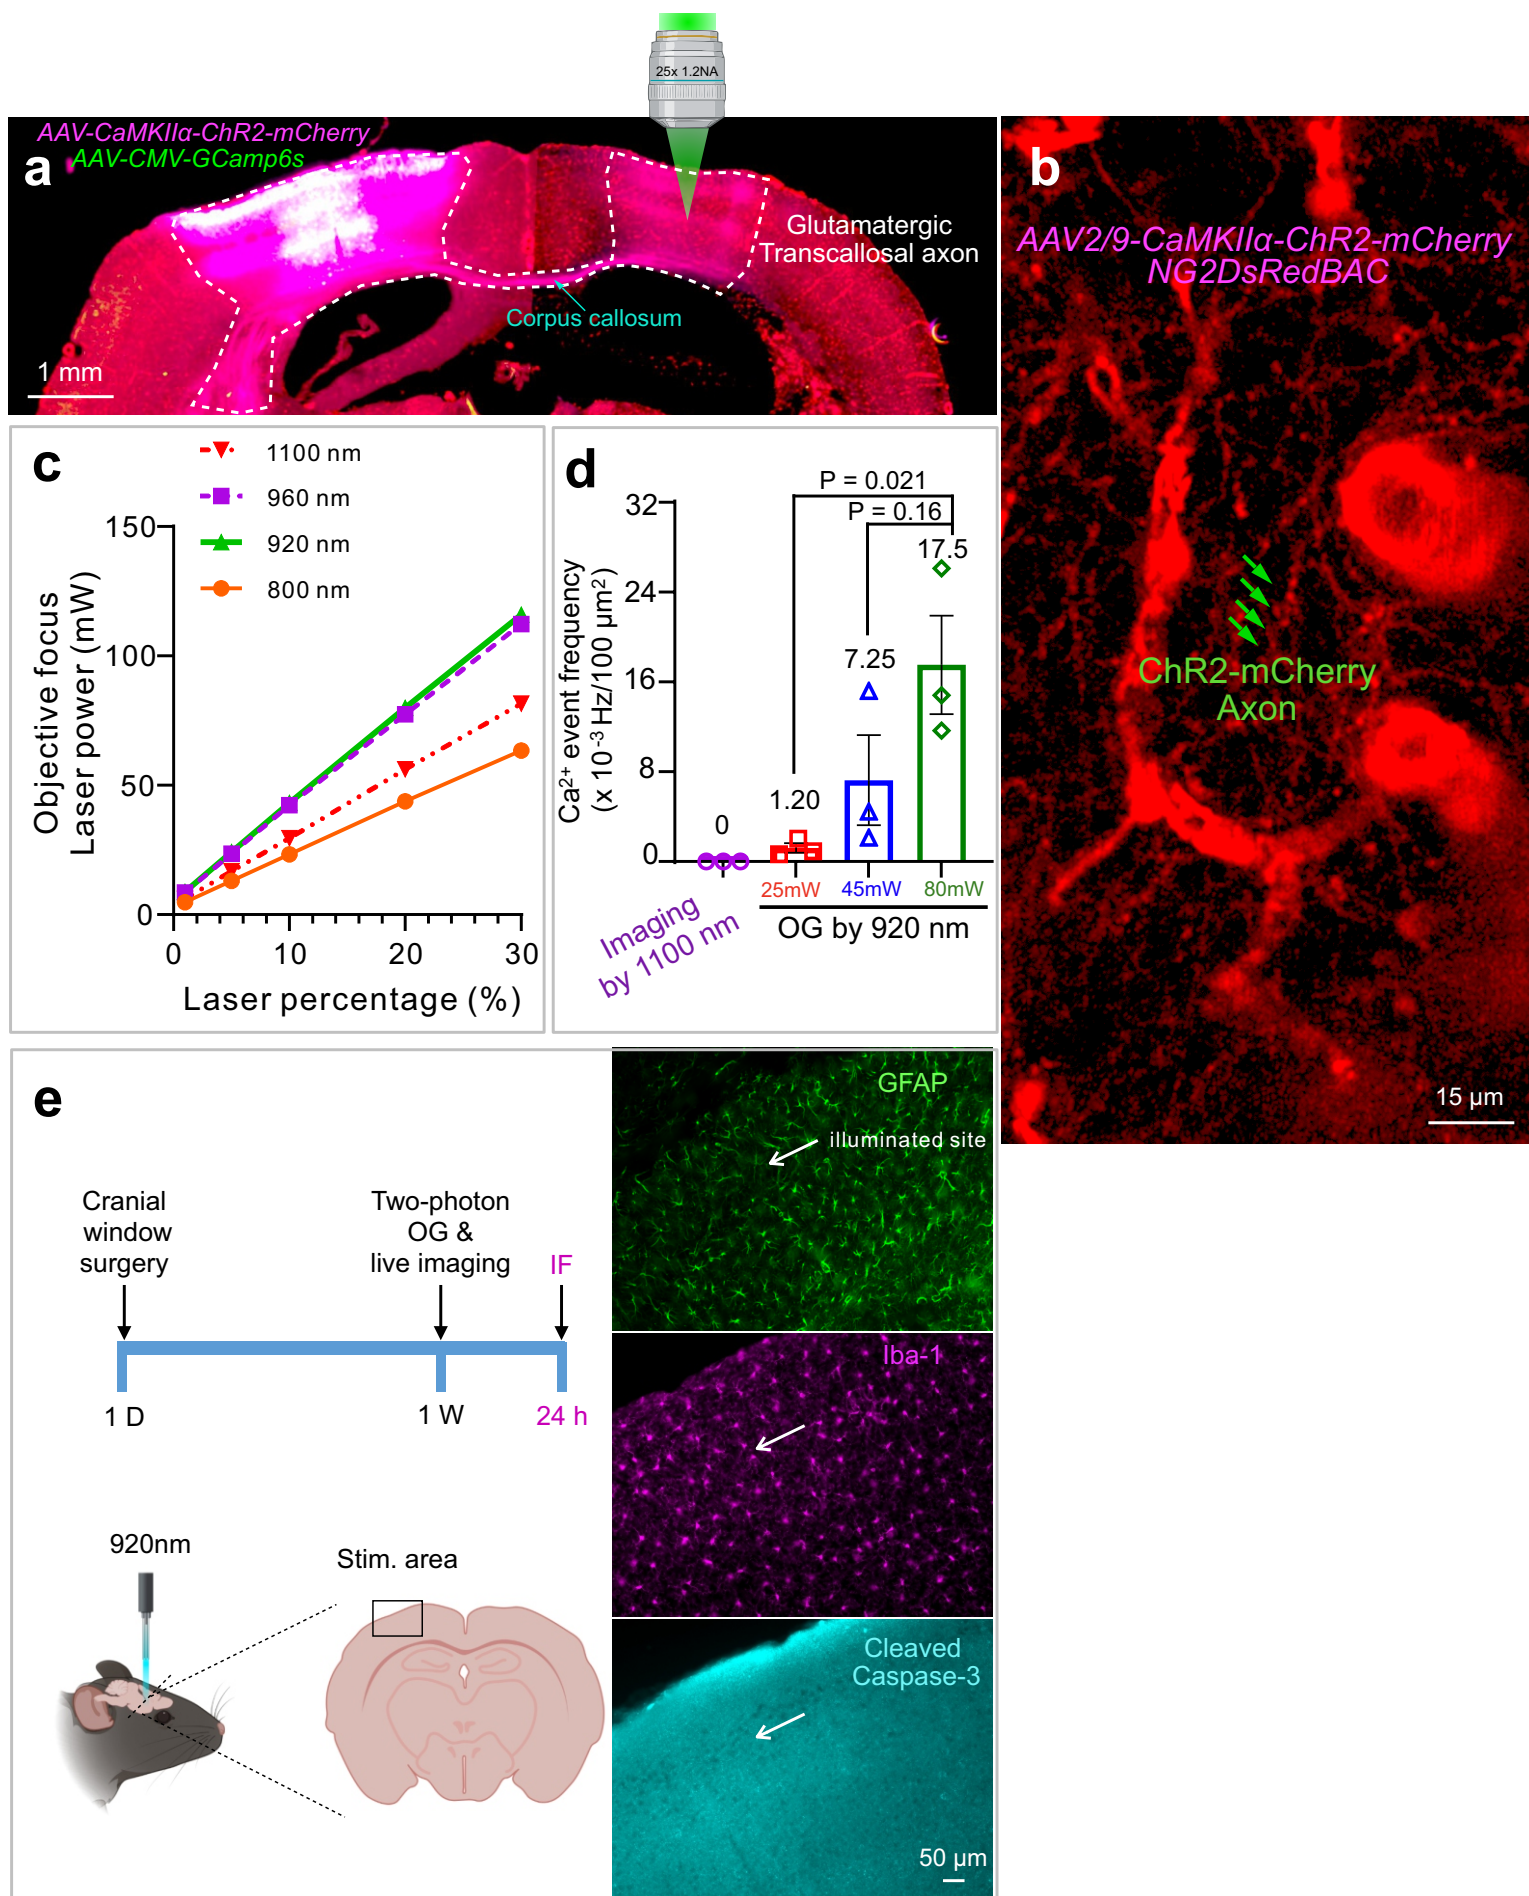 25x 1.2NA
a
AAV-CaMKIIα-ChR2-mCherry
AAV-CMV-GCamp6s
Glutamatergic
Transcallosal axon
Corpus callosum
1 mm
b
AAV2/9-CaMKIIα-ChR2-mCherry
NG2DsRedBAC
ChR2-mCherry
Axon
15 µm
c
1100 nm
960 nm
920 nm
800 nm
Objective focus
Laser power (mW)
150
100
50
0
0 10 20 30
Laser percentage (%)
d
P = 0.021
P = 0.16
Ca²⁺ event frequency
(x 10⁻³ Hz/100 µm²)
32
24
16
8
0
0
1.20
7.25
17.5
25mW 45mW 80mW
Imaging
by 1100 nm
OG by 920 nm
e
Cranial
window
surgery
Two-photon
OG &
live imaging
IF
1 D
1 W
24 h
920nm
Stim. area
GFAP
illuminated site
Iba-1
Cleaved
Caspase-3
50 µm